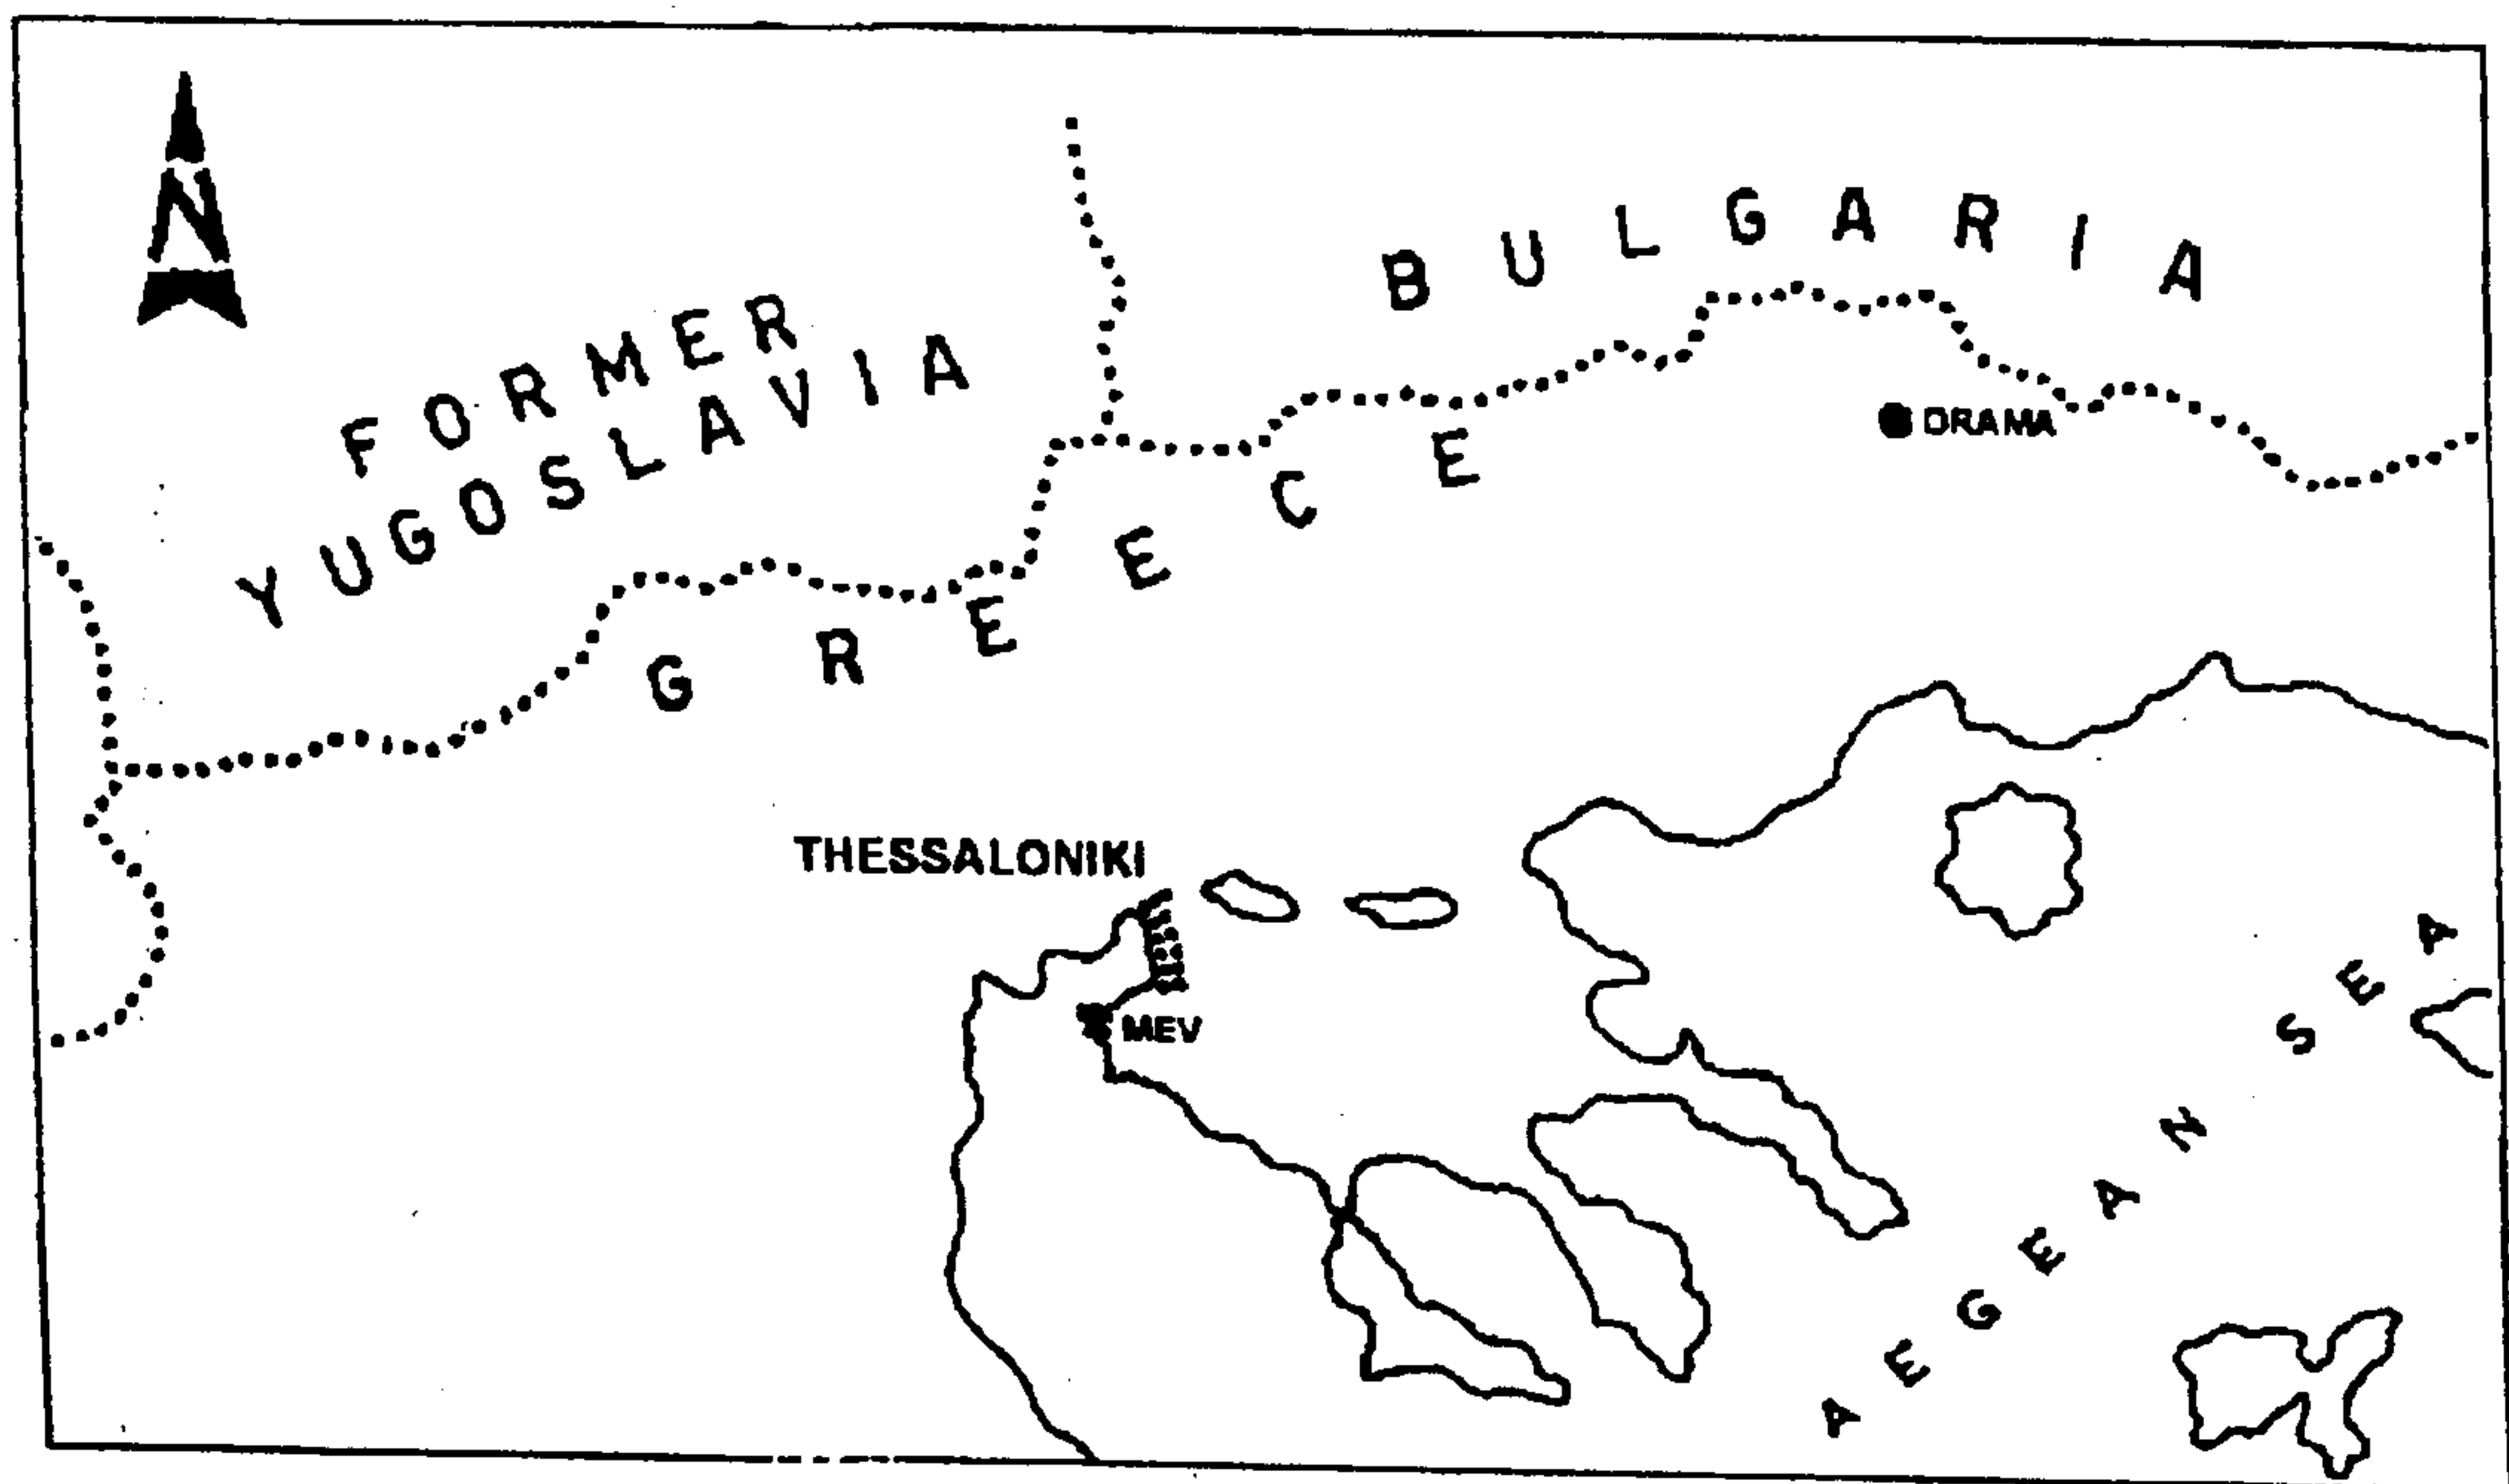 N
FORMER
YUGOSLAVIA
BULGARIA
GREECE
DRAMA
THESSALONIKI
MEV
AEGEAN SEA